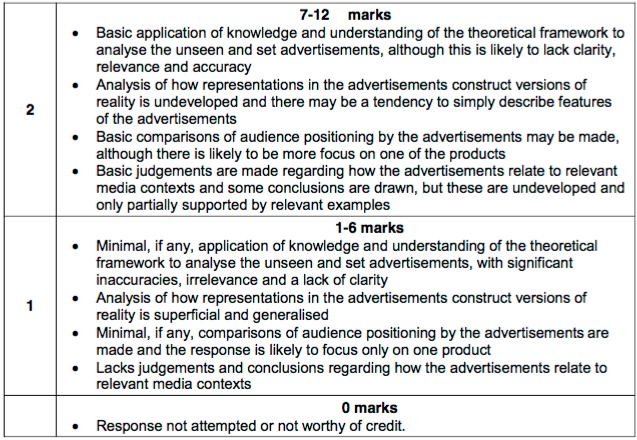 7-12 marks
• Basic application of knowledge and understanding of the theoretical framework to
analyse the unseen and set advertisements, although this is likely to lack clarity,
relevance and accuracy
• Analysis of how representations in the advertisements construct versions of
reality is undeveloped and there may be a tendency to simply describe features
of the advertisements
2
• Basic comparisons of audience positioning by the advertisements may be made,
although there is likely to be more focus on one of the products
• Basic judgements are made regarding how the advertisements relate to relevant
media contexts and some conclusions are drawn, but these are undeveloped and
only partially supported by relevant examples
1-6 marks
• Minimal, if any, application of knowledge and understanding of the theoretical
framework to analyse the unseen and set advertisements, with significant
inaccuracies, irrelevance and a lack of clarity
• Analysis of how representations in the advertisements construct versions of
1
reality is superficial and generalised
• Minimal, if any, comparisons of audience positioning by the advertisements are
made and the response is likely to focus only on one product
• Lacks judgements and conclusions regarding how the advertisements relate to
relevant media contexts
0 marks
• Response not attempted or not worthy of credit.